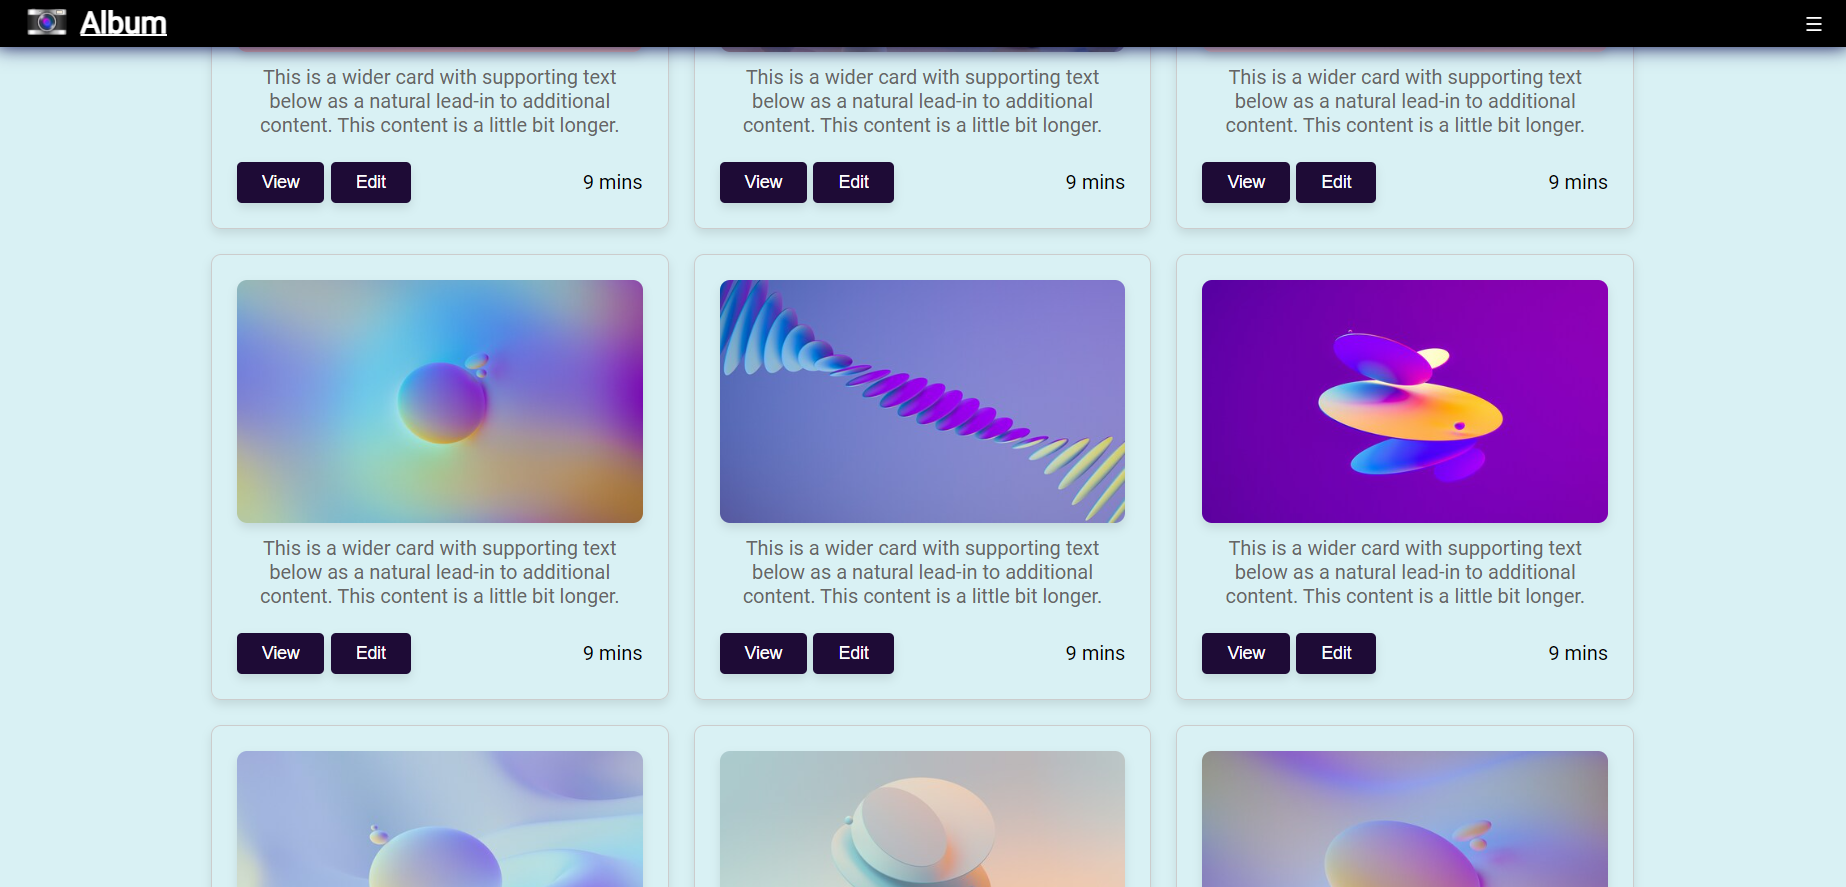 Album
This is a wider card with supporting text
below as a natural lead-in to additional
content. This content is a little bit longer.
View Edit 9 mins
This is a wider card with supporting text
below as a natural lead-in to additional
content. This content is a little bit longer.
View Edit 9 mins
This is a wider card with supporting text
below as a natural lead-in to additional
content. This content is a little bit longer.
View Edit 9 mins
This is a wider card with supporting text
below as a natural lead-in to additional
content. This content is a little bit longer.
View Edit 9 mins
This is a wider card with supporting text
below as a natural lead-in to additional
content. This content is a little bit longer.
View Edit 9 mins
This is a wider card with supporting text
below as a natural lead-in to additional
content. This content is a little bit longer.
View Edit 9 mins